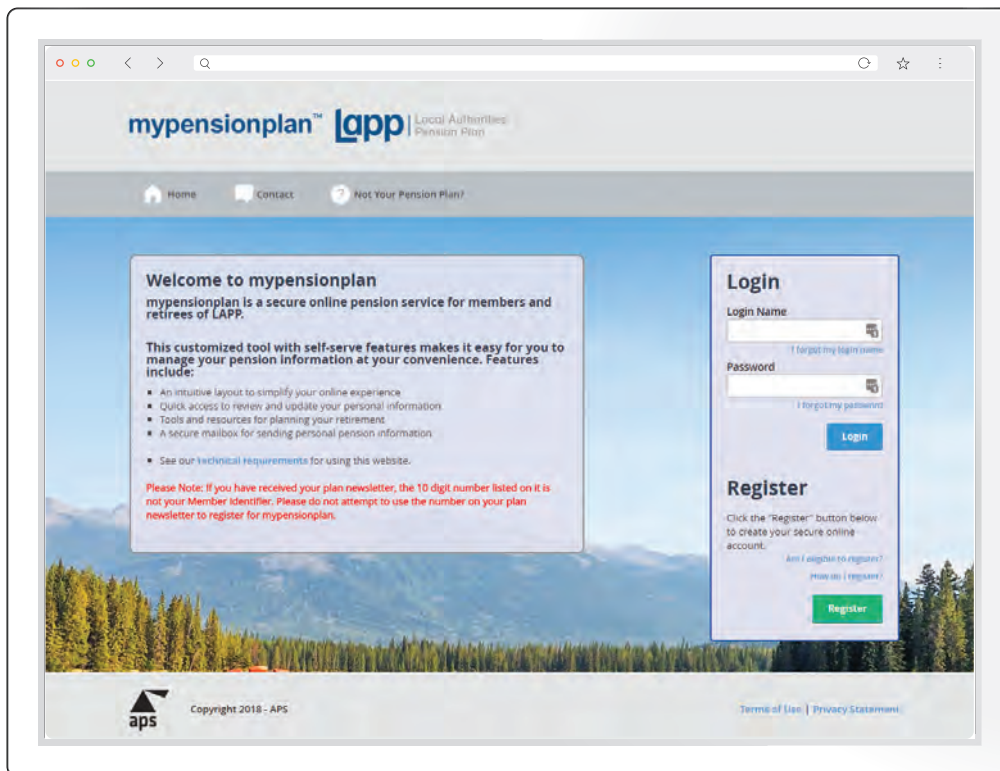 mypensionplan™ lapp Local Authorities
Pension Plan
Home Contact ? Not Your Pension Plan?
Welcome to mypensionplan
mypensionplan is a secure online pension service for members and
retirees of LAPP.
This customized tool with self-serve features makes it easy for you to
manage your pension information at your convenience. Features
include:
An intuitive layout to simplify your online experience
Quick access to review and update your personal information
Tools and resources for planning your retirement
A secure mailbox for sending personal pension information
See our technical requirements for using this website.
Please Note: If you have received your plan newsletter, the 10 digit number listed on it is
not your Member Identifier. Please do not attempt to use the number on your plan
newsletter to register for mypensionplan.
Login
Login Name
I forgot my login name
Password
I forgot my password
Login
Register
Click the "Register" button below
to create your secure online
account.
Am I eligible to register?
How do I register?
Register
aps
Copyright 2018 - APS
Terms of Use | Privacy Statement